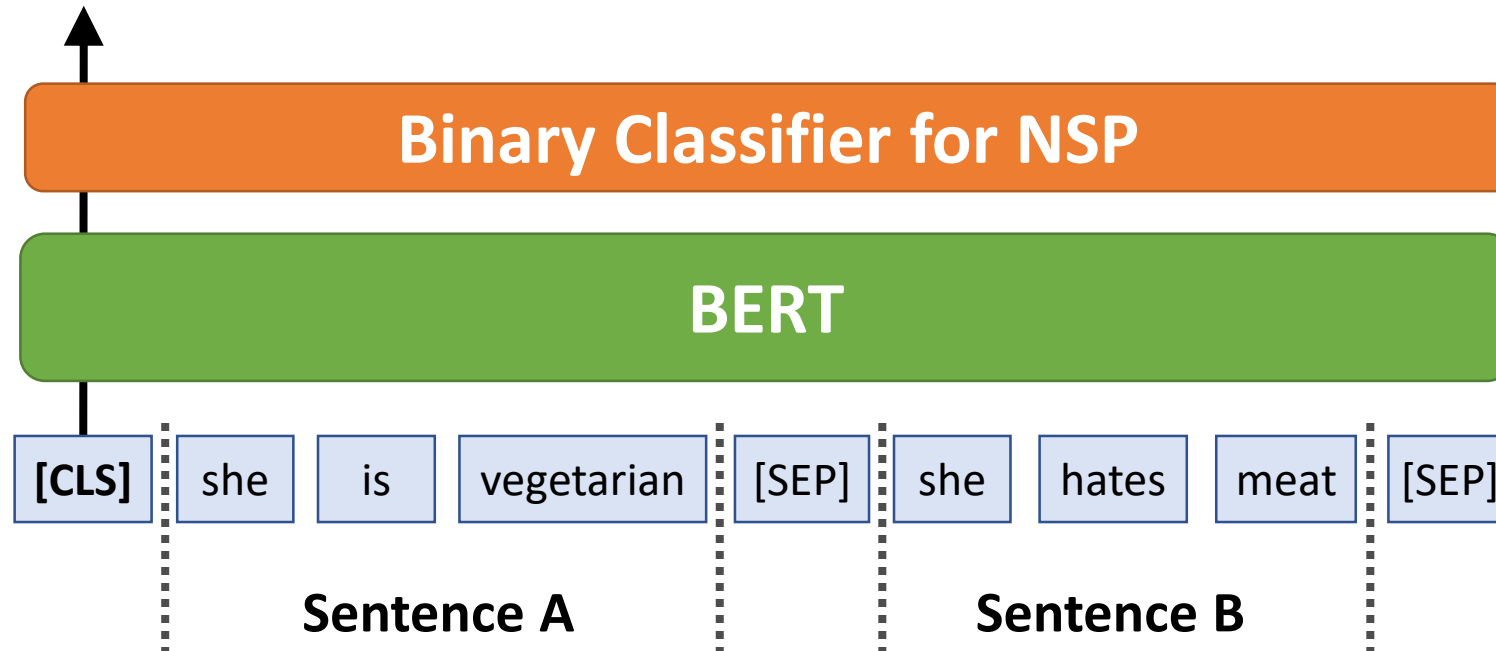 Binary Classifier for NSP
BERT
[CLS] she is vegetarian [SEP] she hates meat [SEP]
Sentence A Sentence B